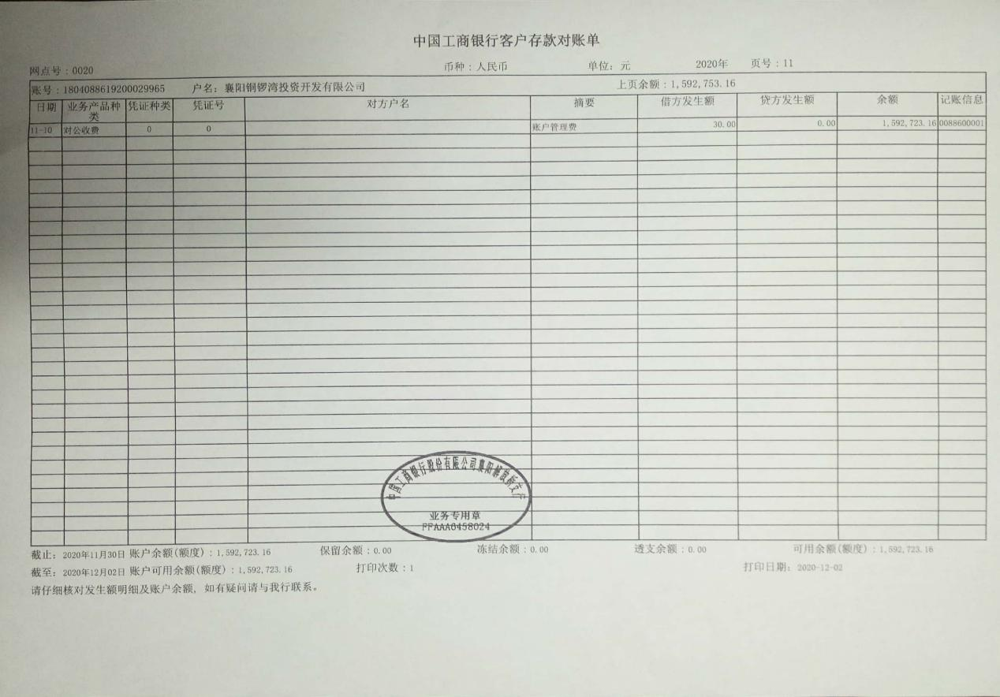 中国工商银行客户存款对账单
网点号：0020 币种：人民币 单位：元 2020年 页号：11
账号：1804088619200029965 户名：襄阳铜锣湾投资开发有限公司 上页余额：1,592,753.16
日期 业务产品种类 凭证种类 凭证号 对方户名 摘要 借方发生额 贷方发生额 余额 记账信息
11-10 对公收费 0 0 账户管理费 30.00 0.00 1,592,723.16 0088600001
中国工商银行股份有限公司襄阳解放桥支行
业务专用章
FFAAA0458024
截止：2020年11月30日 账户余额(额度)：1,592,723.16 保留余额：0.00 冻结余额：0.00 透支余额：0.00 可用余额(额度)：1,592,723.16
截至：2020年12月02日 账户可用余额(额度)：1,592,723.16 打印次数：1 打印日期：2020-12-02
请仔细核对发生额明细及账户余额，如有疑问请与我行联系。